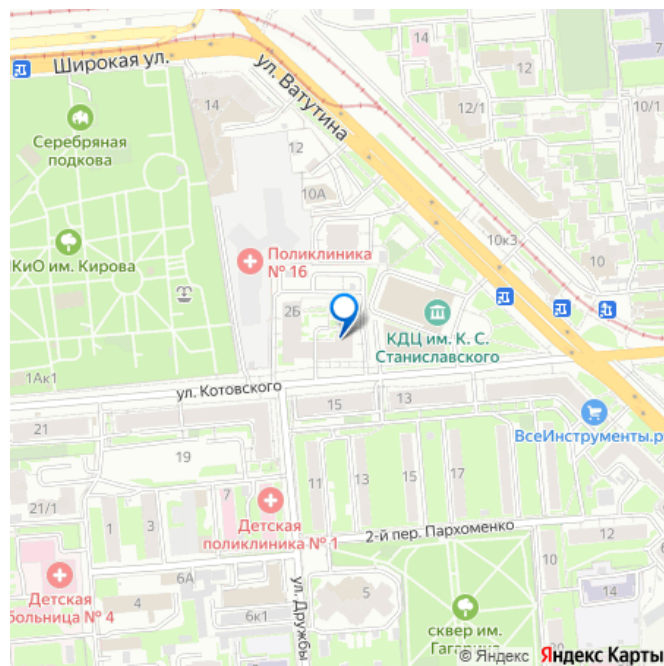 14
7
Широкая ул.
ул. Ватутина
14
12/1
10/1
Серебряная
подкова
12
10А
10к3
10
КиО им. Кирова
Поликлиника
№ 16
2Б
КДЦ им. К. С.
Станиславского
1Ак1
ул. Котовского
15
13
21
ВсеИнструменты.р
19
11
13
15
17
21/1
1
3
7
Детская
поликлиника № 1
2-й пер. Пархоменко
12
10
14
6А
Детская
больница № 4
6к1
ул. Дружбы
5
сквер им.
Гагарина
20
© Яндекс Яндекс Карты